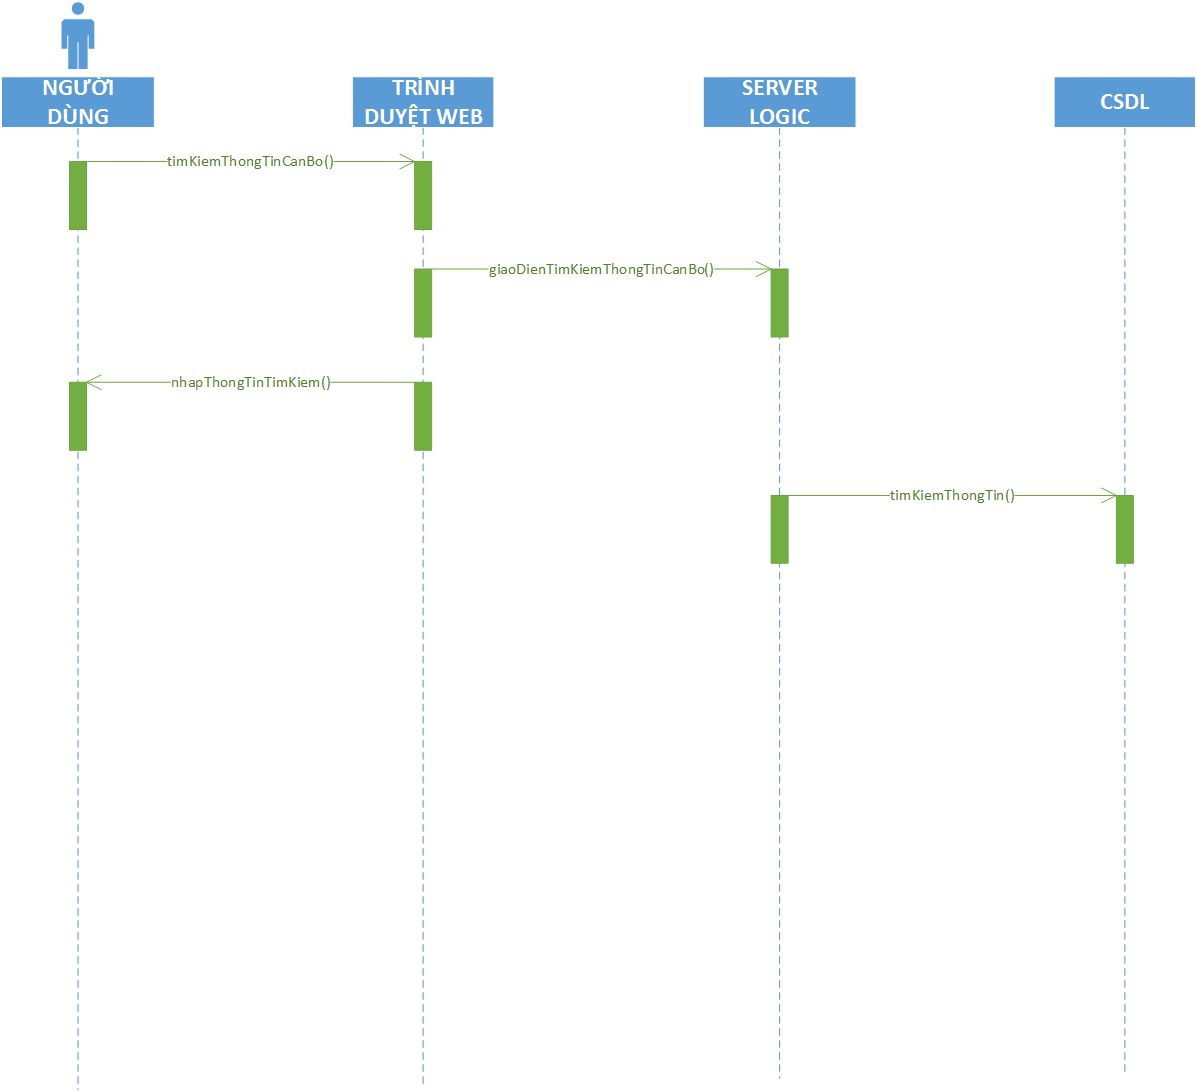 NGƯỜI
DÙNG
TRÌNH
DUYỆT WEB
SERVER
LOGIC
CSDL
timKiemThongTinCanBo()
giaoDienTimKiemThongTinCanBo()
nhapThongTinTimKiem()
timKiemThongTin()